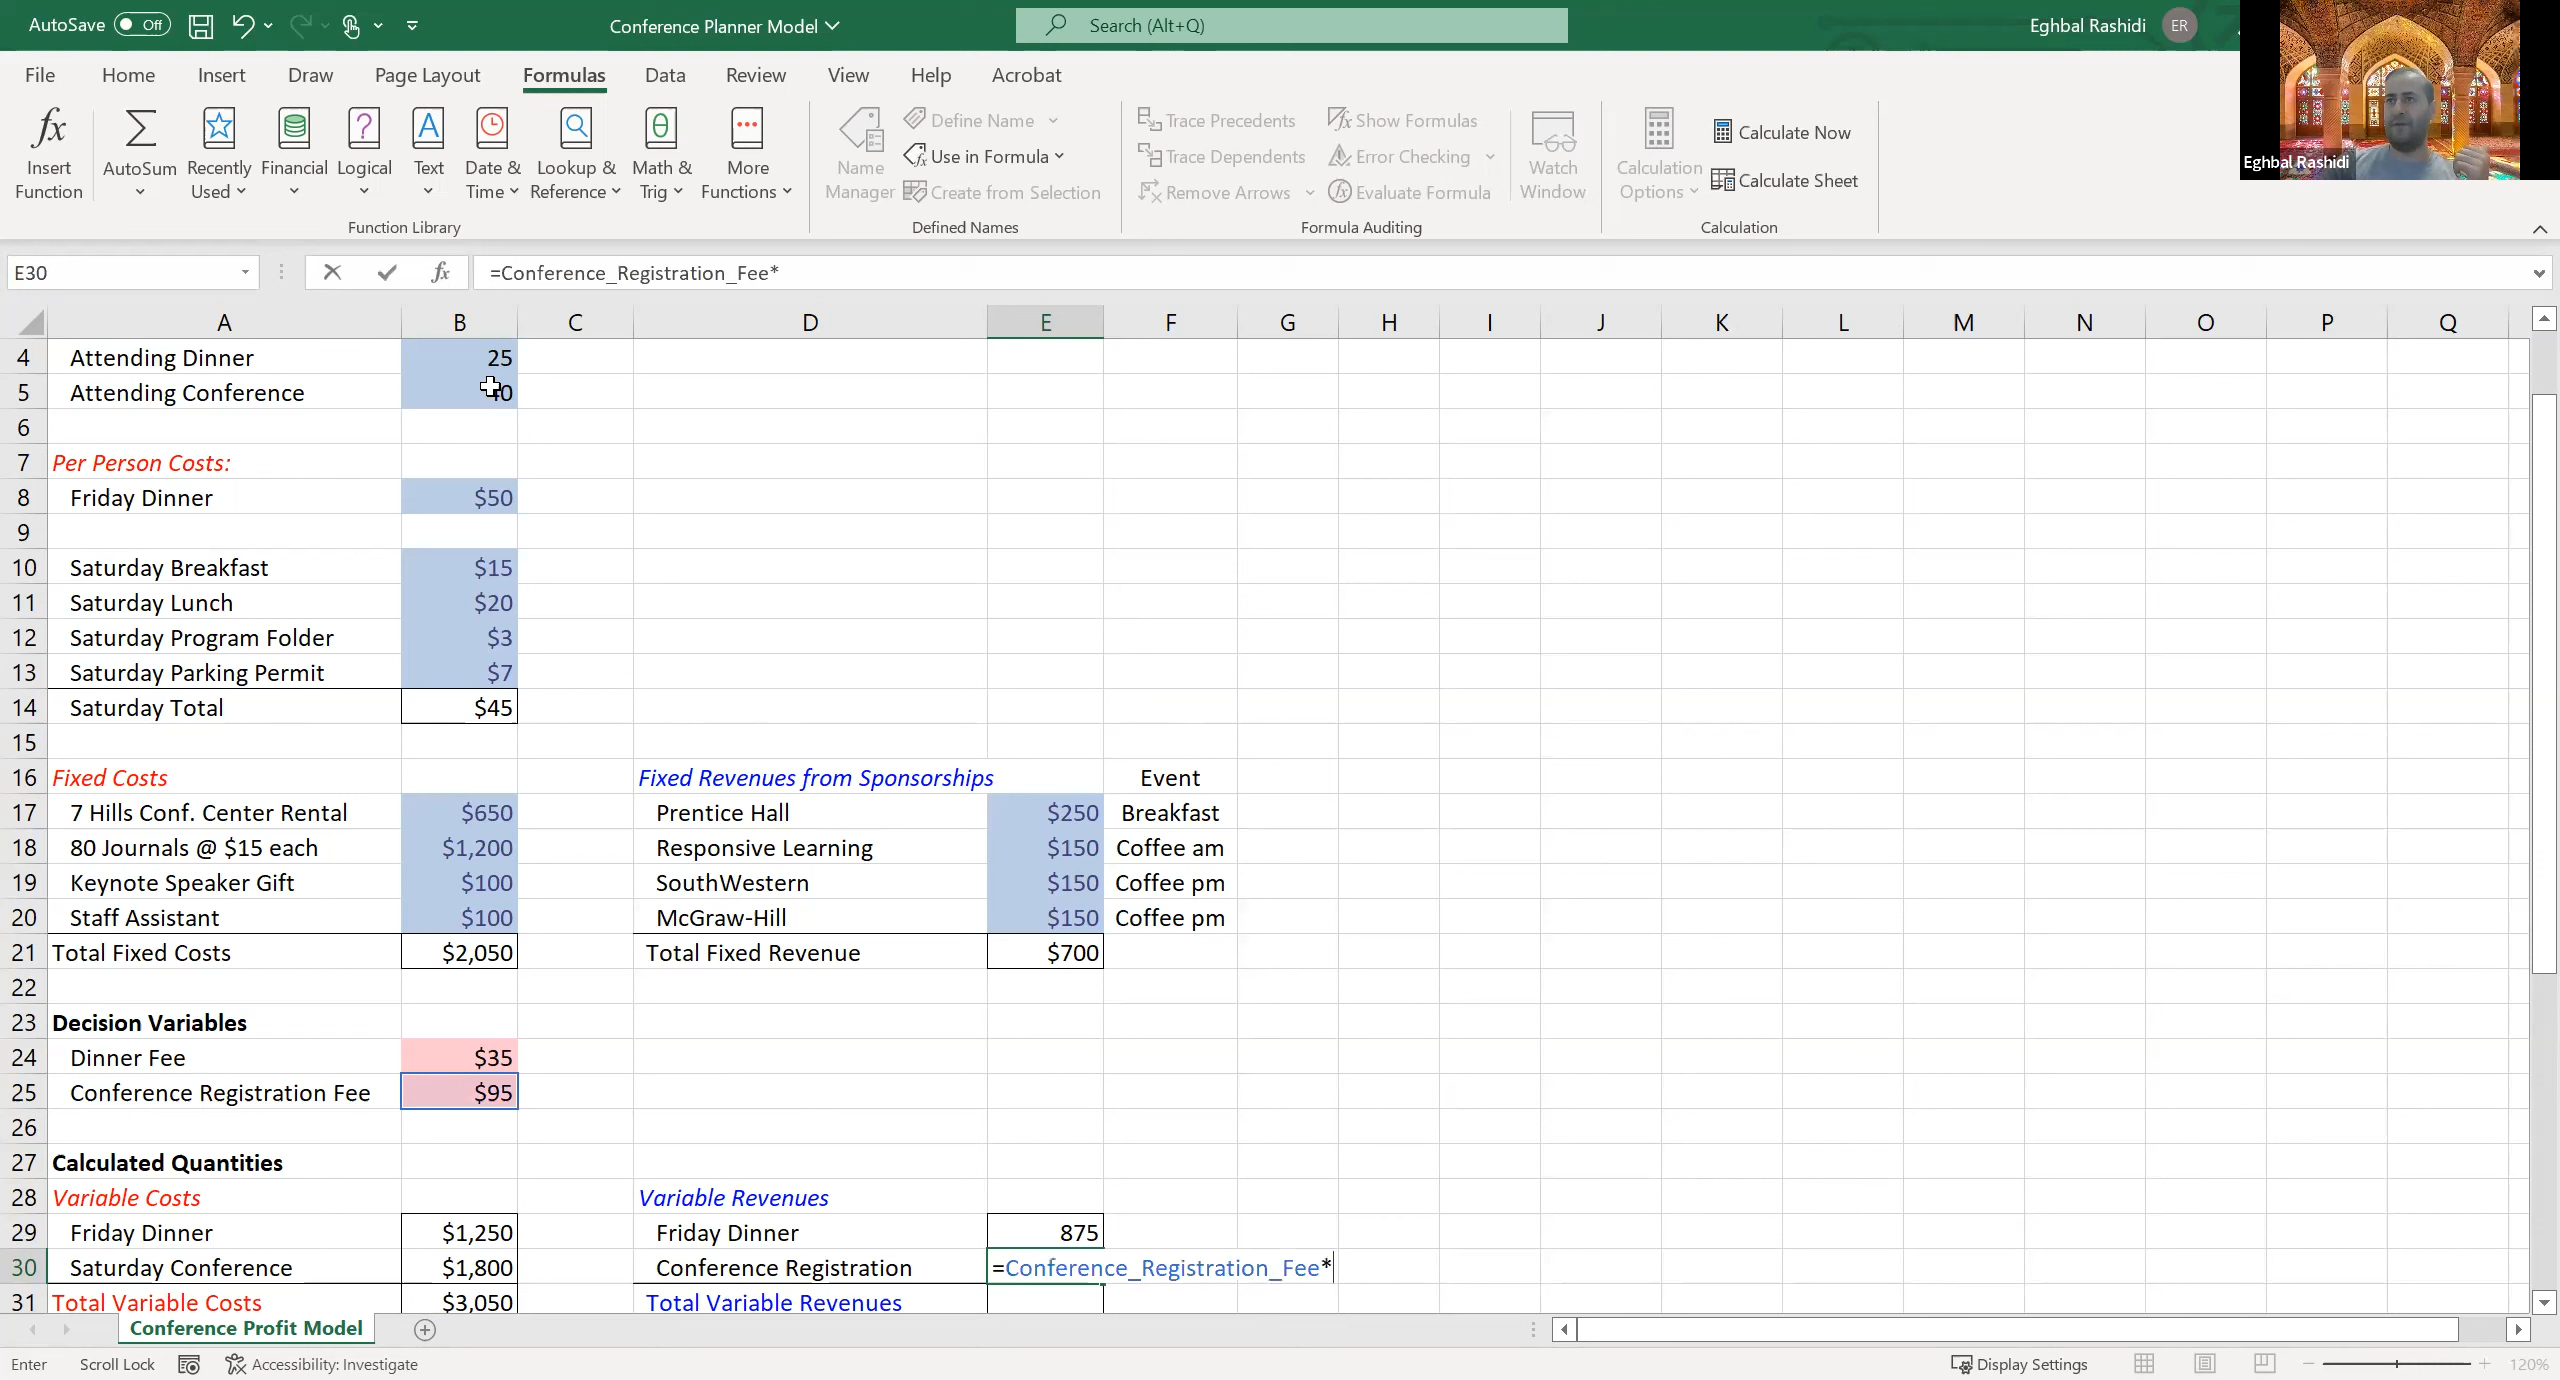 AutoSave Off Conference Planner Model Search (Alt+Q) Eghbal Rashidi ER
File Home Insert Draw Page Layout Formulas Data Review View Help Acrobat
Insert Function
AutoSum
Recently Used
Financial
Logical
Text
Date & Time
Lookup & Reference
Math & Trig
More Functions
Function Library
Name Manager
Define Name
Use in Formula
Create from Selection
Defined Names
Trace Precedents
Trace Dependents
Remove Arrows
Show Formulas
Error Checking
Evaluate Formula
Formula Auditing
Watch Window
Calculation Options
Calculate Now
Calculate Sheet
Calculation
Eghbal Rashidi
E30 fx =Conference_Registration_Fee*
A B C D E F G H I J K L M N O P Q
4 Attending Dinner 25
5 Attending Conference
6
7 Per Person Costs:
8 Friday Dinner $50
9
10 Saturday Breakfast $15
11 Saturday Lunch $20
12 Saturday Program Folder $3
13 Saturday Parking Permit $7
14 Saturday Total $45
15
16 Fixed Costs Fixed Revenues from Sponsorships Event
17 7 Hills Conf. Center Rental $650 Prentice Hall $250 Breakfast
18 80 Journals @ $15 each $1,200 Responsive Learning $150 Coffee am
19 Keynote Speaker Gift $100 SouthWestern $150 Coffee pm
20 Staff Assistant $100 McGraw-Hill $150 Coffee pm
21 Total Fixed Costs $2,050 Total Fixed Revenue $700
22
23 Decision Variables
24 Dinner Fee $35
25 Conference Registration Fee $95
26
27 Calculated Quantities
28 Variable Costs Variable Revenues
29 Friday Dinner $1,250 Friday Dinner 875
30 Saturday Conference $1,800 Conference Registration =Conference_Registration_Fee*
31 Total Variable Costs $3,050 Total Variable Revenues
Conference Profit Model
Enter Scroll Lock Accessibility: Investigate Display Settings 120%